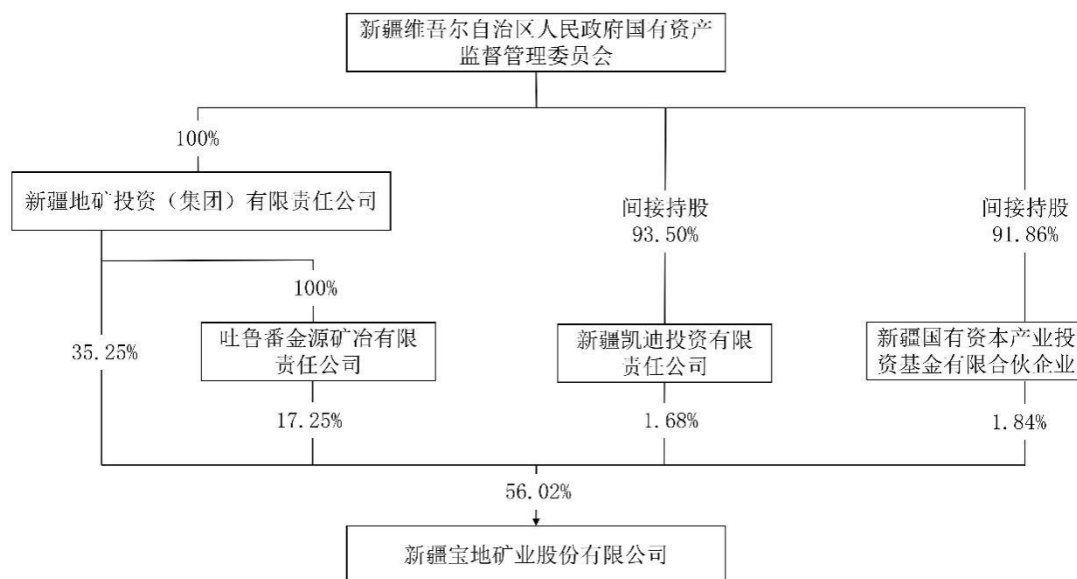 新疆维吾尔自治区人民政府国有资产
监督管理委员会
100%
新疆地矿投资（集团）有限责任公司
间接持股
93.50%
间接持股
91.86%
100%
35.25%
吐鲁番金源矿冶有限
责任公司
新疆凯迪投资有限
责任公司
新疆国有资本产业投
资基金有限合伙企业
17.25%
1.68%
1.84%
56.02%
新疆宝地矿业股份有限公司